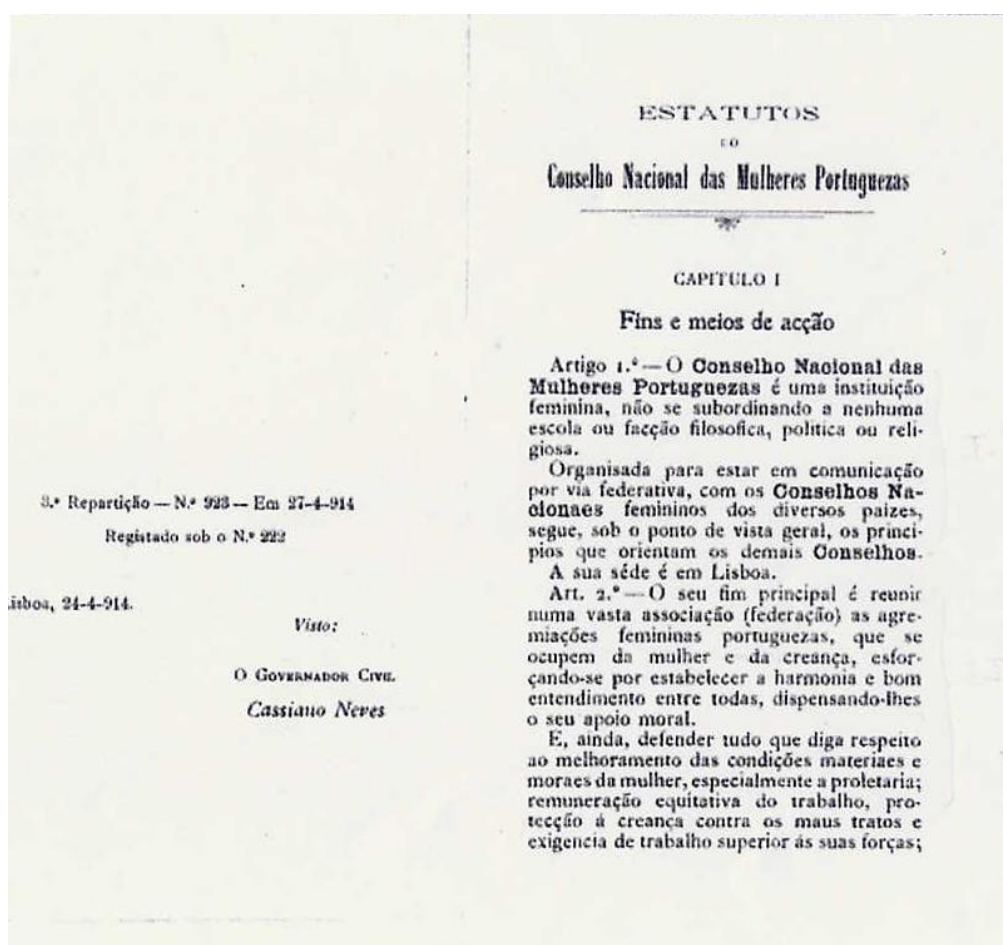 3.ª Repartição — N.º 923 — Em 27-4-914
Registado sob o N.º 222
Lisboa, 24-4-914.
Visto:
O GOVERNADOR CIVIL
Cassiano Neves
ESTATUTOS
DO
Conselho Nacional das Mulheres Portuguezas
CAPITULO I
Fins e meios de acção
Artigo 1.º — O Conselho Nacional das
Mulheres Portuguezas é uma instituição
feminina, não se subordinando a nenhuma
escola ou facção filosofica, politica ou reli-
giosa.
Organisada para estar em comunicação
por via federativa, com os Conselhos Na-
cionaes femininos dos diversos paizes,
segue, sob o ponto de vista geral, os princi-
pios que orientam os demais Conselhos.
A sua séde é em Lisboa.
Art. 2.º — O seu fim principal é reunir
numa vasta associação (federação) as agre-
miações femininas portuguezas, que se
ocupem da mulher e da creança, esfor-
çando-se por estabelecer a harmonia e bom
entendimento entre todas, dispensando-lhes
o seu apoio moral.
E, ainda, defender tudo que diga respeito
ao melhoramento das condições materiaes e
moraes da mulher, especialmente a proletaria;
remuneração equitativa do trabalho, pro-
tecção á creança contra os maus tratos e
exigencia de trabalho superior ás suas forças;